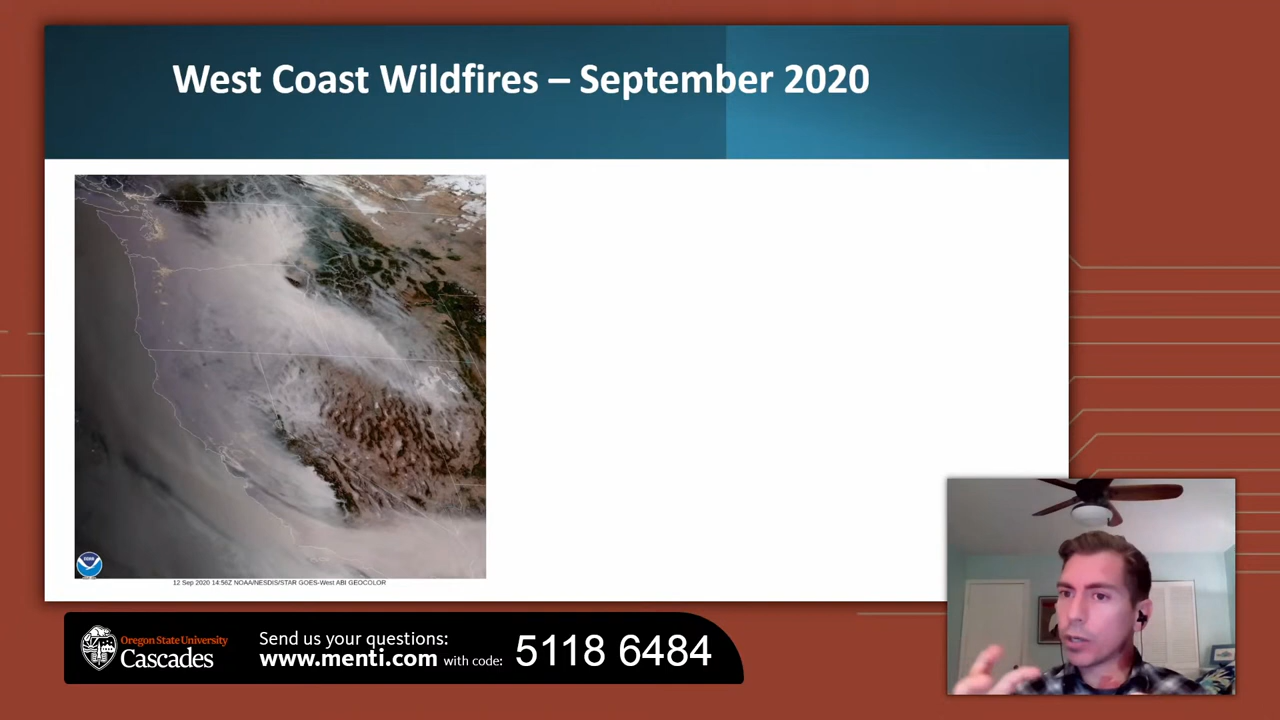 West Coast Wildfires – September 2020
12 Sep 2020 14:56Z NOAA/NESDIS/STAR GOES-West ABI GEOCOLOR
Oregon State University
Cascades
Send us your questions:
www.menti.com with code:
5118 6484